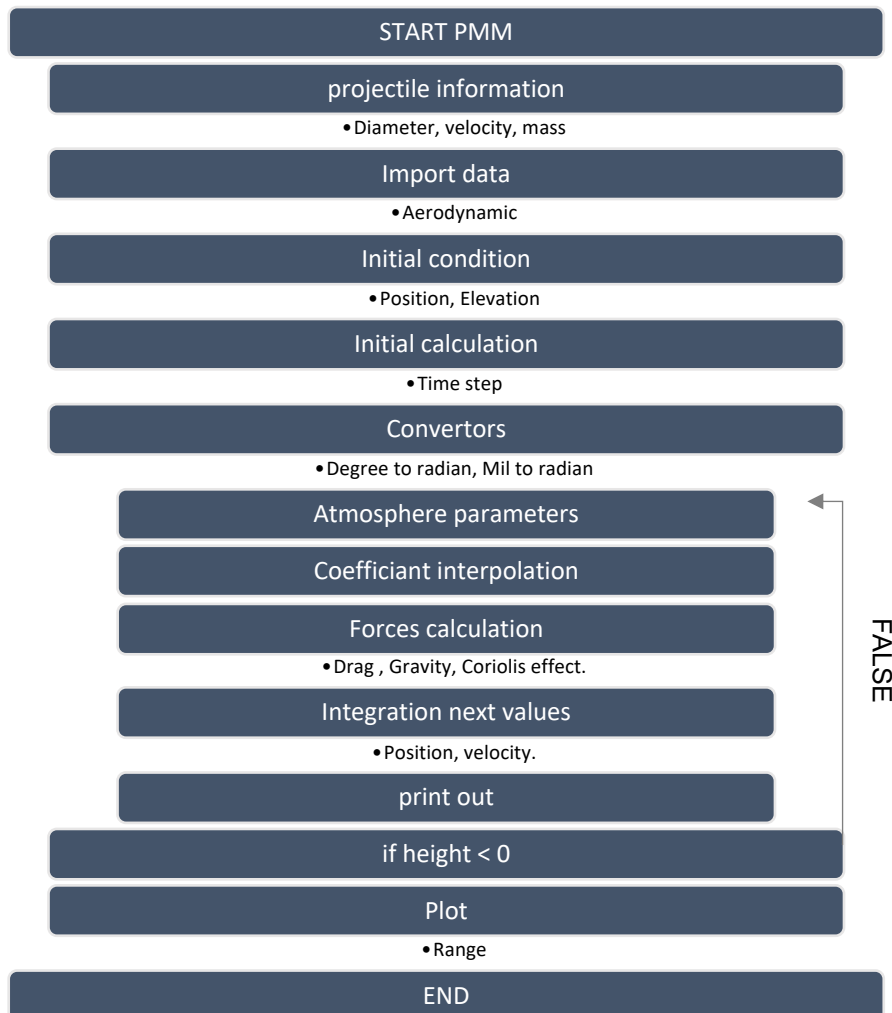 START PMM
projectile information
•Diameter, velocity, mass
Import data
•Aerodynamic
Initial condition
•Position, Elevation
Initial calculation
•Time step
Convertors
•Degree to radian, Mil to radian
Atmosphere parameters
Coefficiant interpolation
Forces calculation
•Drag , Gravity, Coriolis effect.
Integration next values
•Position, velocity.
print out
if height < 0
FALSE
Plot
•Range
END